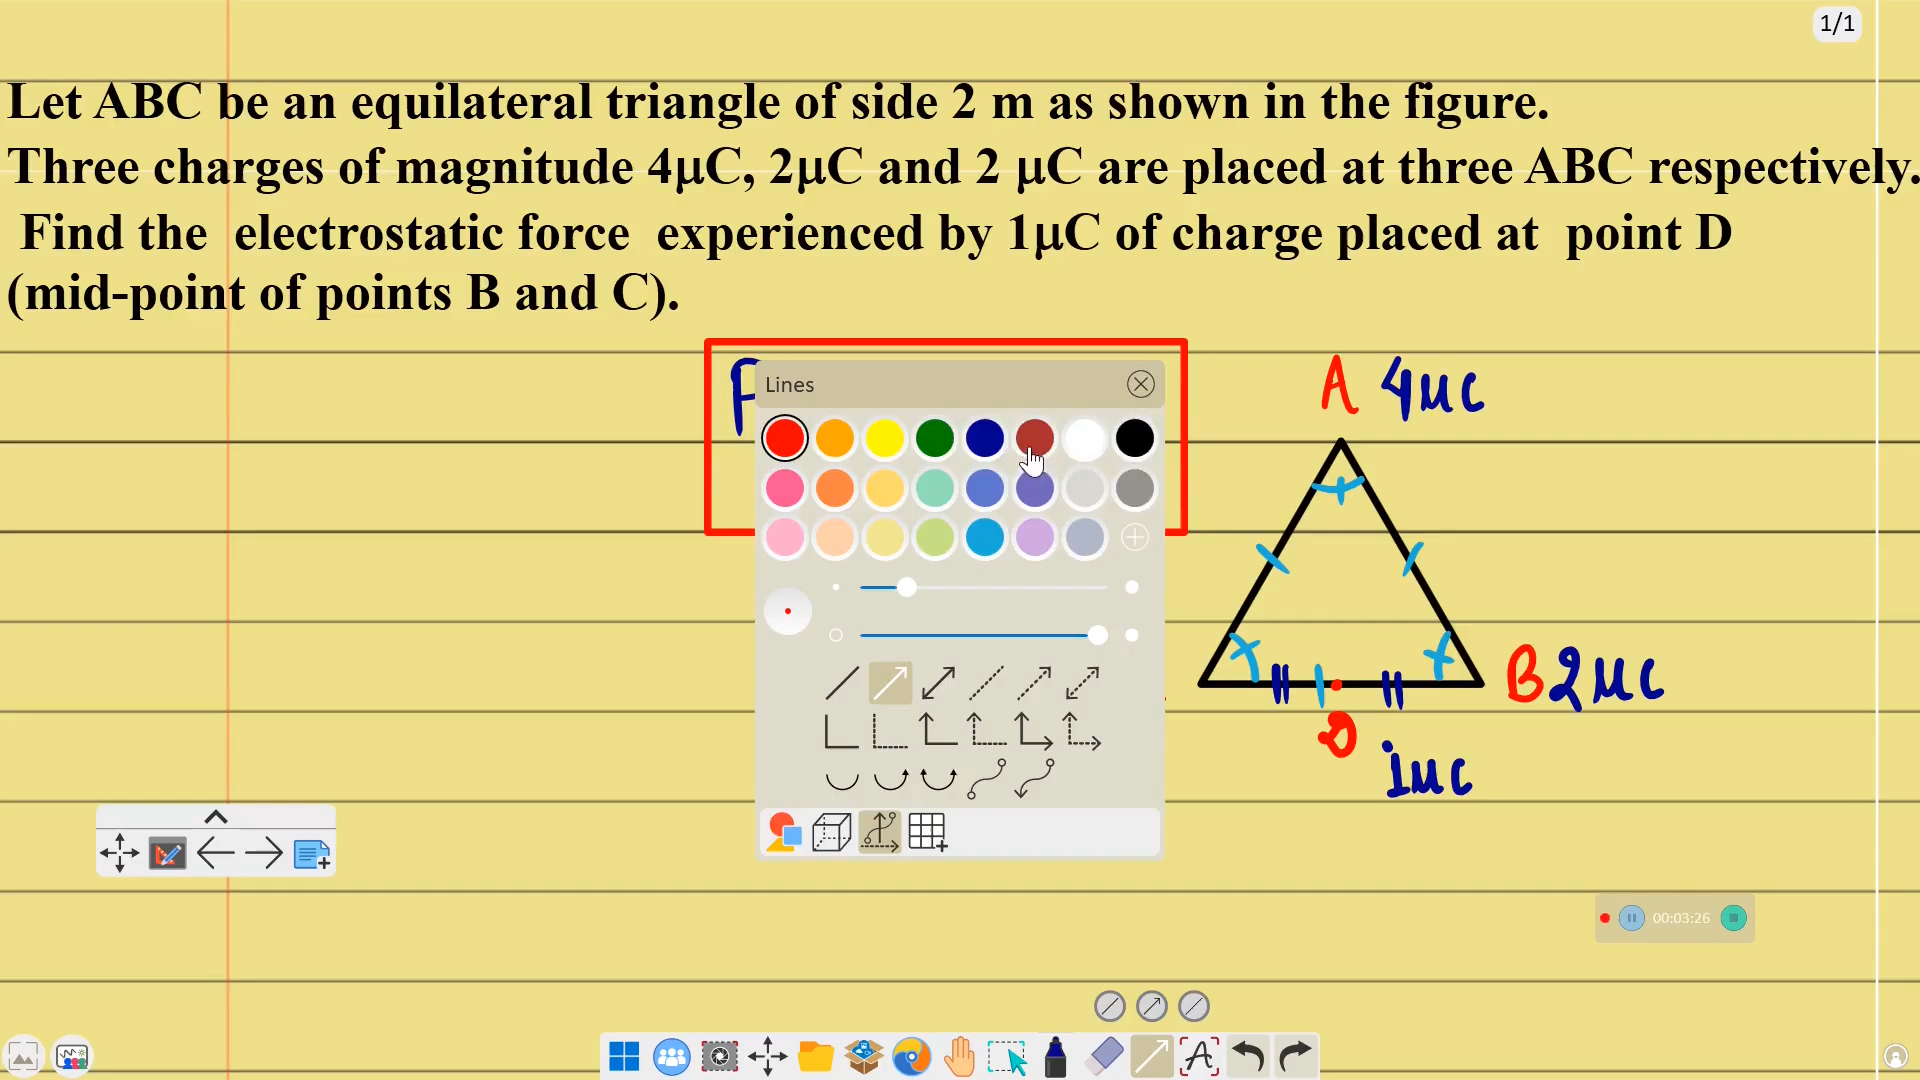 1/1
Let ABC be an equilateral triangle of side 2 m as shown in the figure.
Three charges of magnitude 4μC, 2μC and 2 μC are placed at three ABC respectively.
Find the electrostatic force experienced by 1μC of charge placed at point D
(mid-point of points B and C).
F
Lines
A 4μC
B 2μC
D
1μC
00:03:26